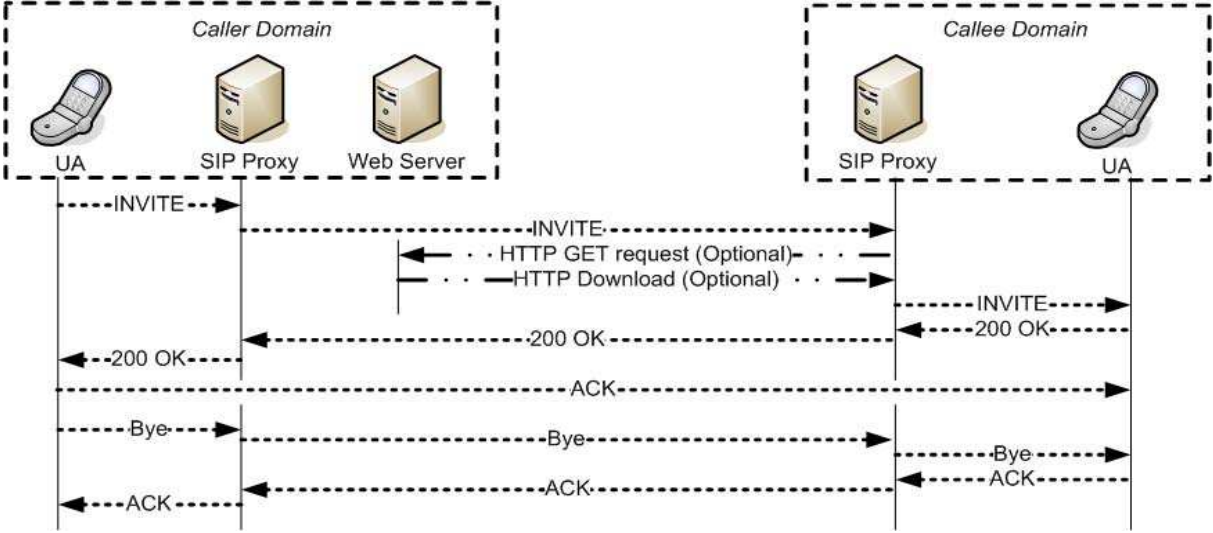 Caller Domain
Callee Domain
UA
SIP Proxy
Web Server
SIP Proxy
UA
INVITE
INVITE
HTTP GET request (Optional)
HTTP Download (Optional)
INVITE
200 OK
200 OK
200 OK
ACK
Bye
Bye
Bye
ACK
ACK
ACK